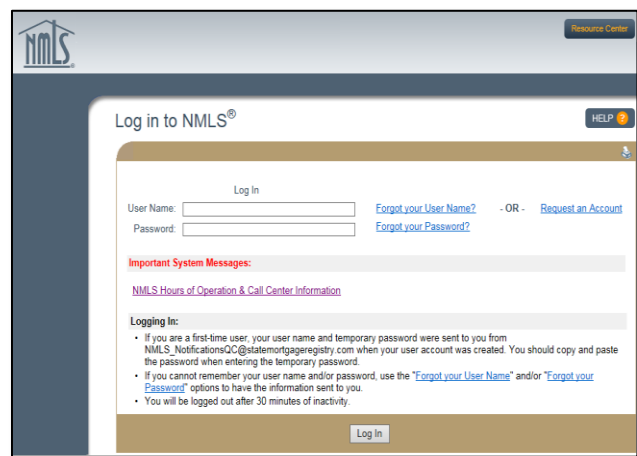 Resource Center
NMLS®
Log in to NMLS®
HELP ?
Log In
User Name: Forgot your User Name? - OR - Request an Account
Password: Forgot your Password?
Important System Messages:
NMLS Hours of Operation & Call Center Information
Logging In:
• If you are a first-time user, your user name and temporary password were sent to you from
NMLS_NotificationsQC@statemortgageregistry.com when your user account was created. You should copy and paste
the password when entering the temporary password.
• If you cannot remember your user name and/or password, use the "Forgot your User Name" and/or "Forgot your
Password" options to have the information sent to you.
• You will be logged out after 30 minutes of inactivity.
Log In